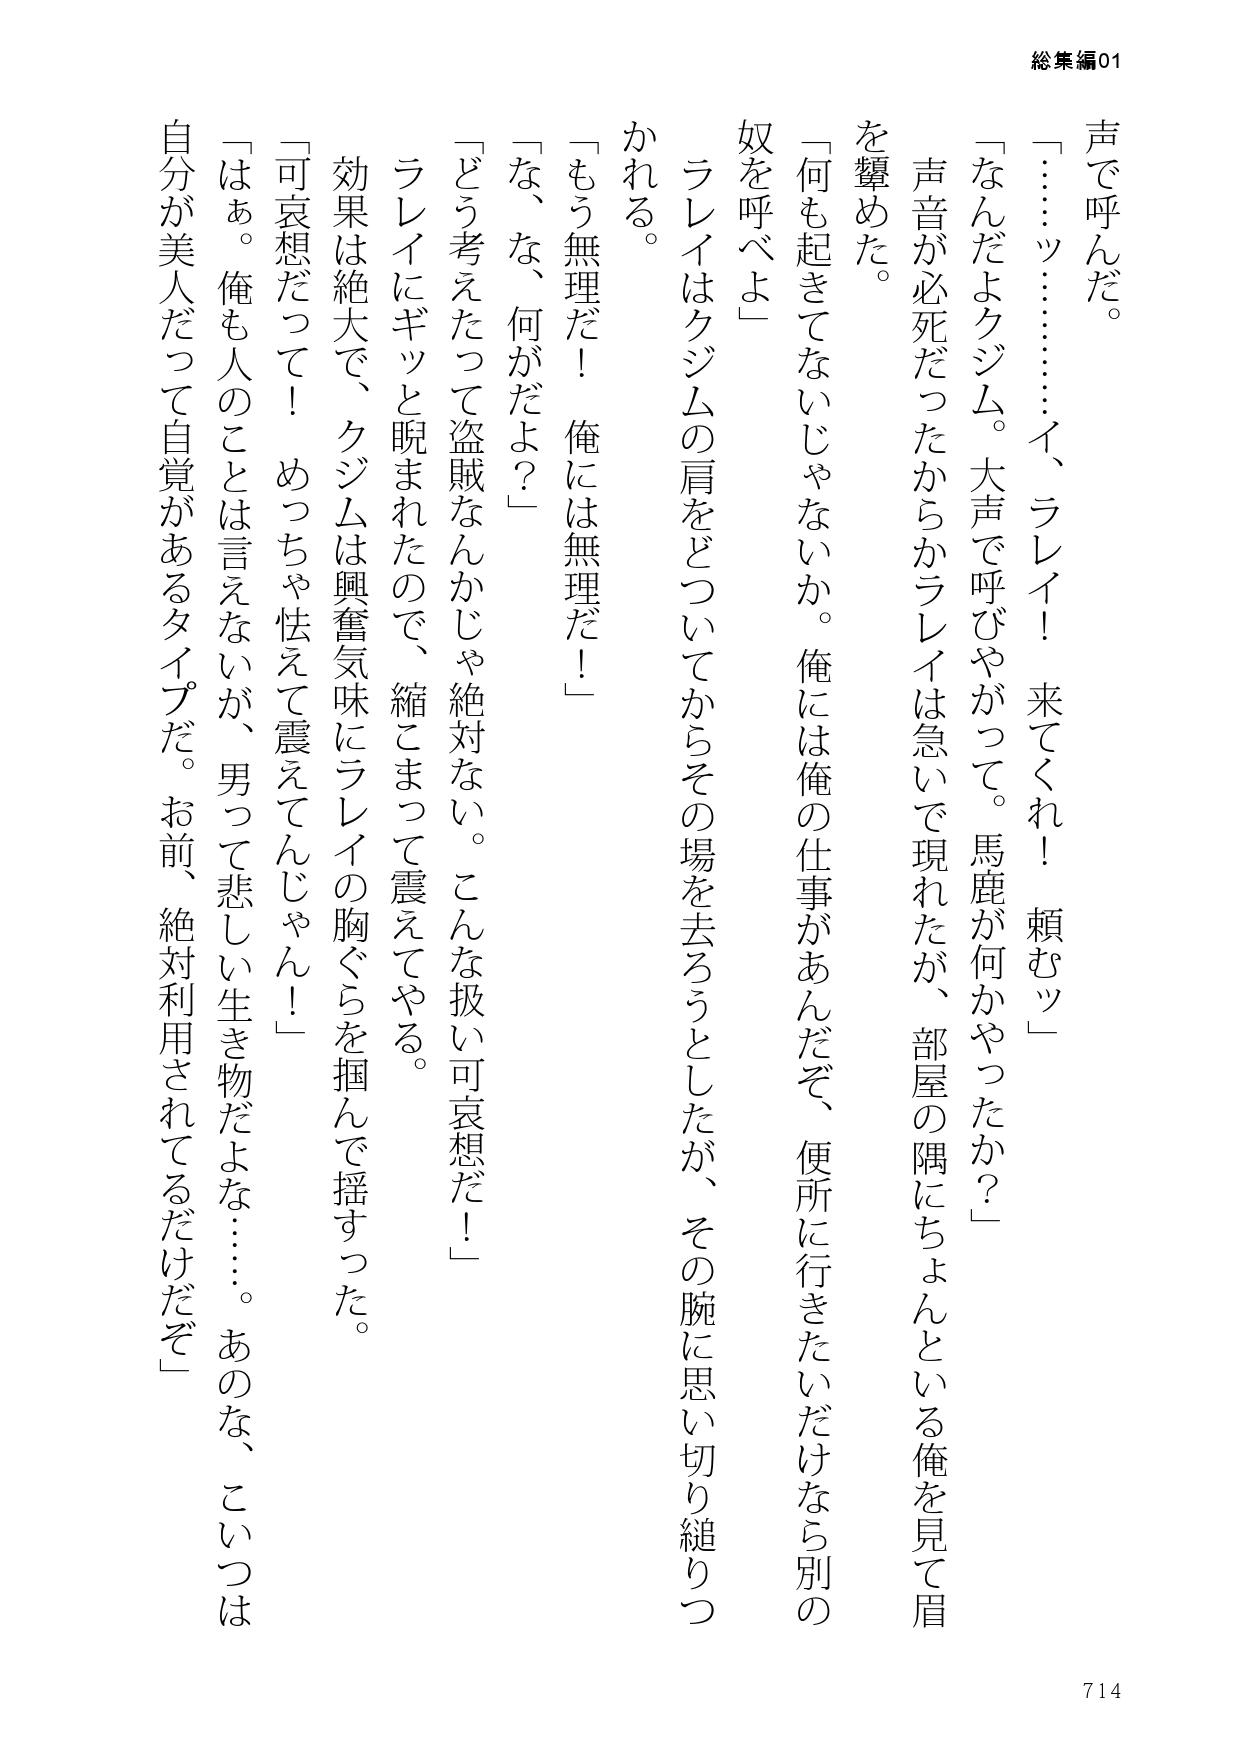 総集編01
声で呼んだ。
「……ッ…………イ、ラレイ！　来てくれ！　頼むッ」
「なんだよクジム。大声で呼びやがって。馬鹿が何かやったか？」
　声音が必死だったからかラレイは急いで現れたが、部屋の隅にちょんといる俺を見て眉
を顰めた。
「何も起きてないじゃないか。俺には俺の仕事があんだぞ、便所に行きたいだけなら別の
奴を呼べよ」
　ラレイはクジムの肩をどついてからその場を去ろうとしたが、その腕に思い切り縋りつ
かれる。
「もう無理だ！　俺には無理だ！」
「な、な、何がだよ？」
「どう考えたって盗賊なんかじゃ絶対ない。こんな扱い可哀想だ！」
　ラレイにギッと睨まれたので、縮こまって震えてやる。
　効果は絶大で、クジムは興奮気味にラレイの胸ぐらを掴んで揺すった。
「可哀想だって！　めっちゃ怯えて震えてんじゃん！」
「はぁ。俺も人のことは言えないが、男って悲しい生き物だよな……。あのな、こいつは
自分が美人だって自覚があるタイプだ。お前、絶対利用されてるだけだぞ」
714